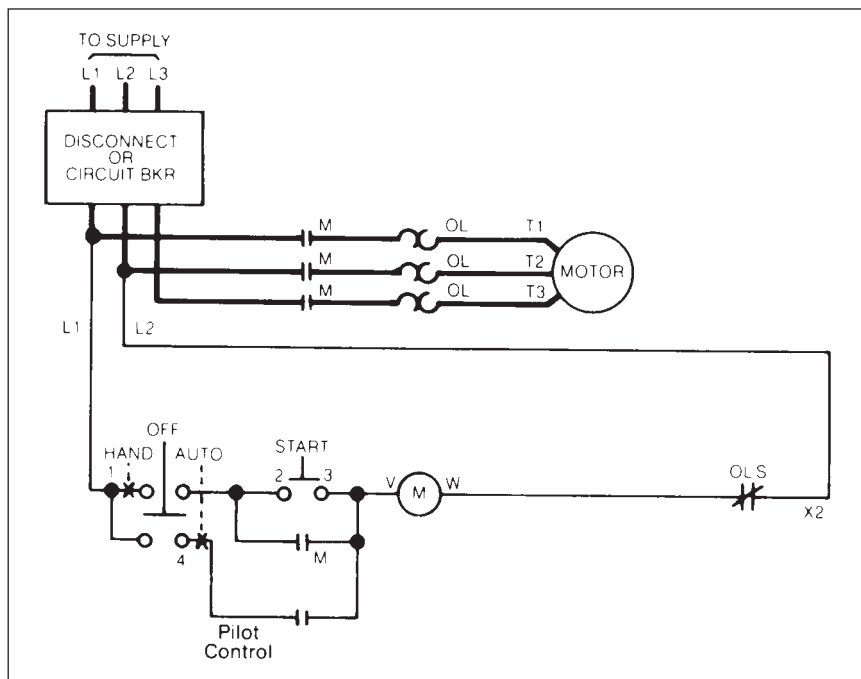 TO SUPPLY
L1 L2 L3
DISCONNECT
OR
CIRCUIT BKR
M OL T1
M OL T2
MOTOR
M OL T3
L1 L2
OFF
HAND AUTO START
1 2 3 V M W OLS
X2
4 M
Pilot
Control